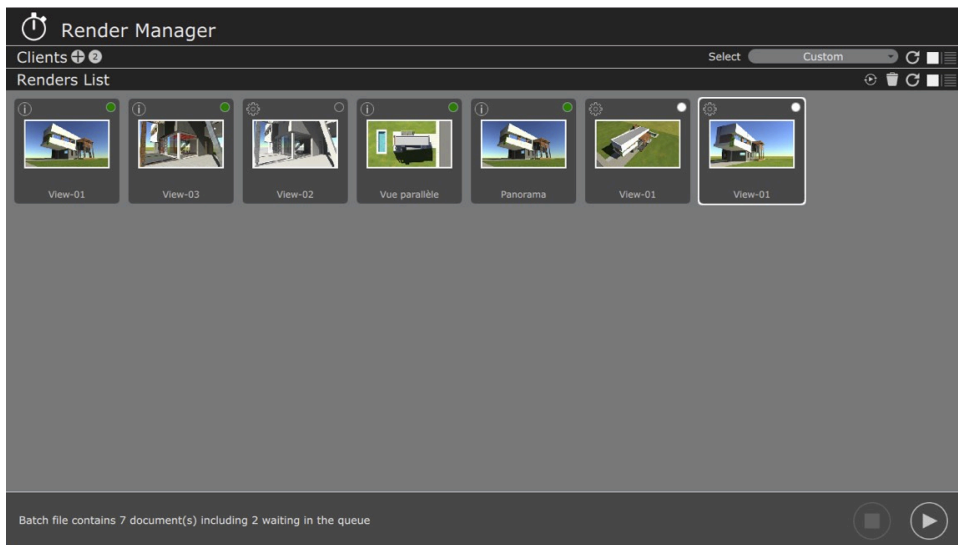 Render Manager
Clients 2
Select Custom
Renders List
View-01
View-03
View-02
Vue parallèle
Panorama
View-01
View-01
Batch file contains 7 document(s) including 2 waiting in the queue